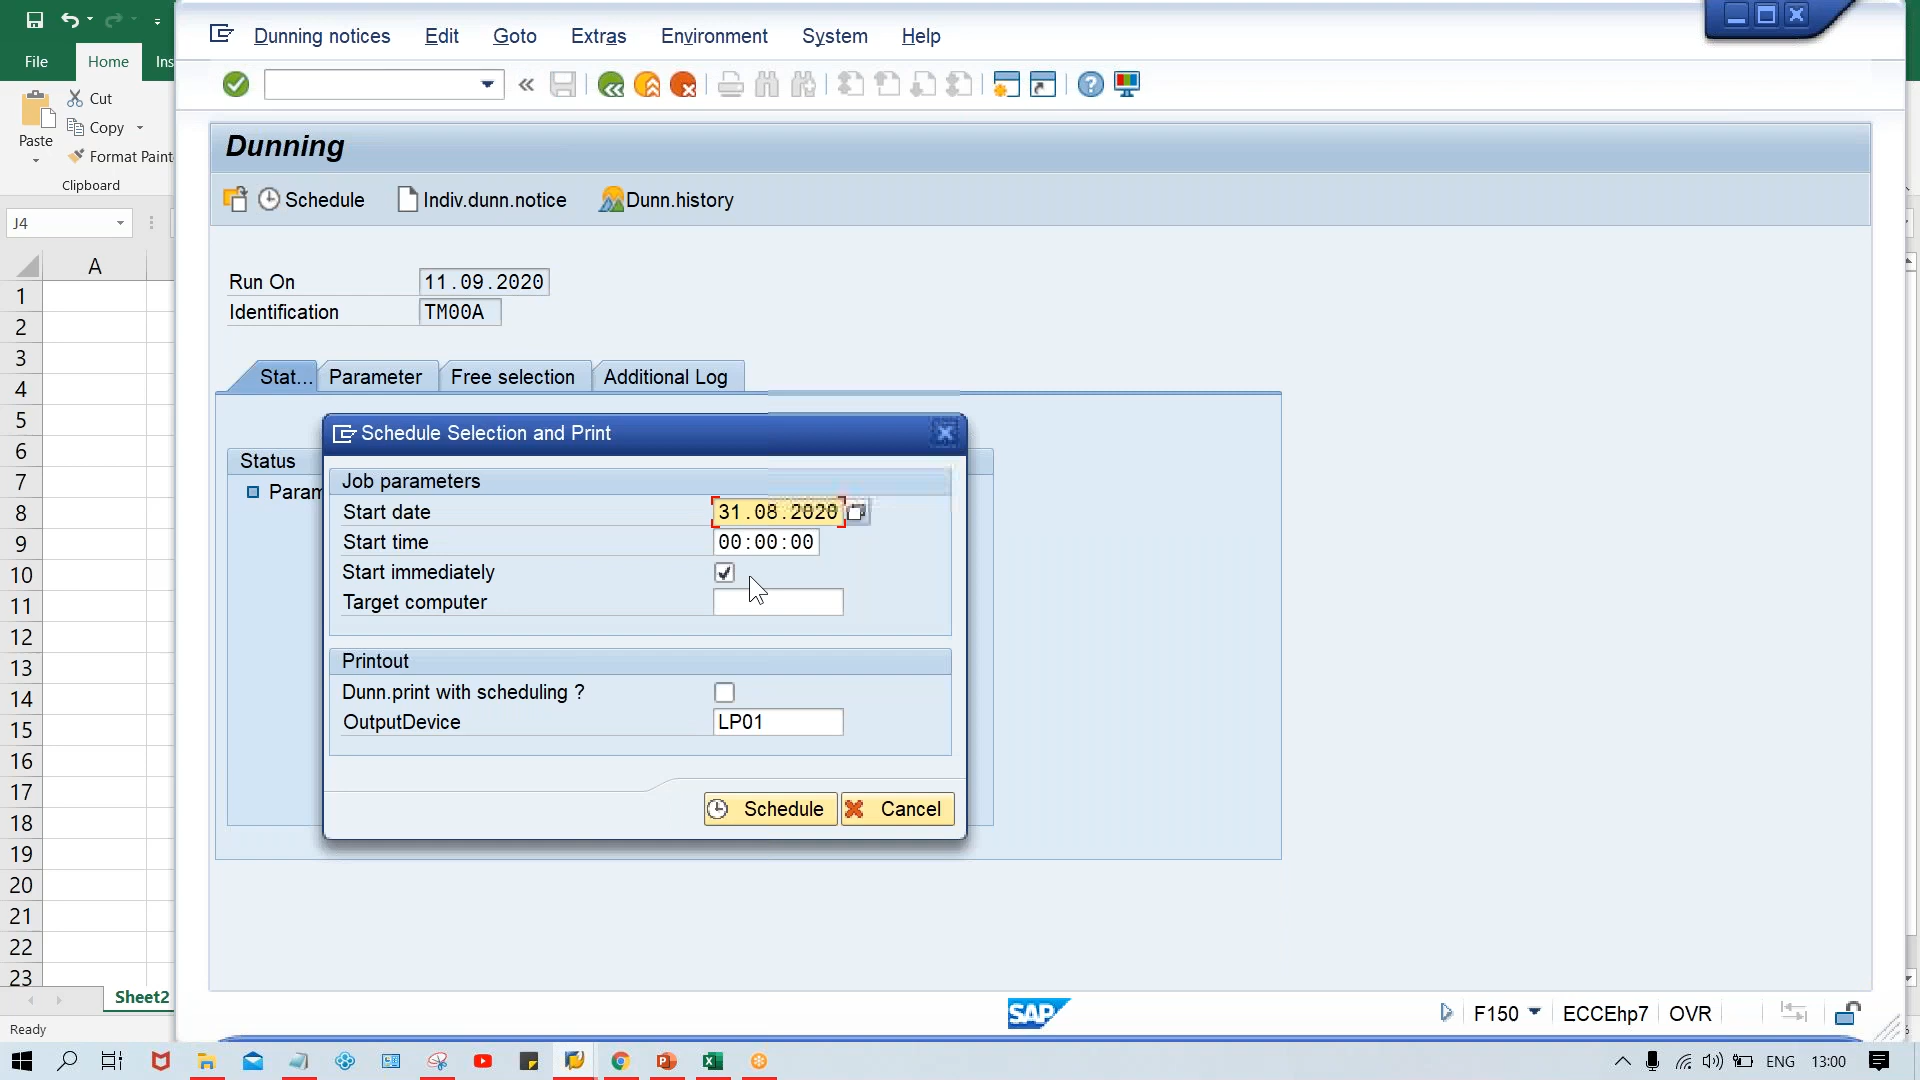 Dunning notices Edit Goto Extras Environment System Help
File Home Ins
Cut
Copy
Paste
Format Paint
Clipboard
Dunning
Schedule Indiv.dunn.notice Dunn.history
J4
A
Run On 11.09.2020
Identification TM00A
Stat... Parameter Free selection Additional Log
Schedule Selection and Print
Status
Param
Job parameters
Start date 31.08.2020
Start time 00:00:00
Start immediately
Target computer
Printout
Dunn.print with scheduling ?
OutputDevice LP01
Schedule Cancel
1
2
3
4
5
6
7
8
9
10
11
12
13
14
15
16
17
18
19
20
21
22
23
Sheet2
Ready
SAP
F150 ECCEhp7 OVR
ENG 13:00